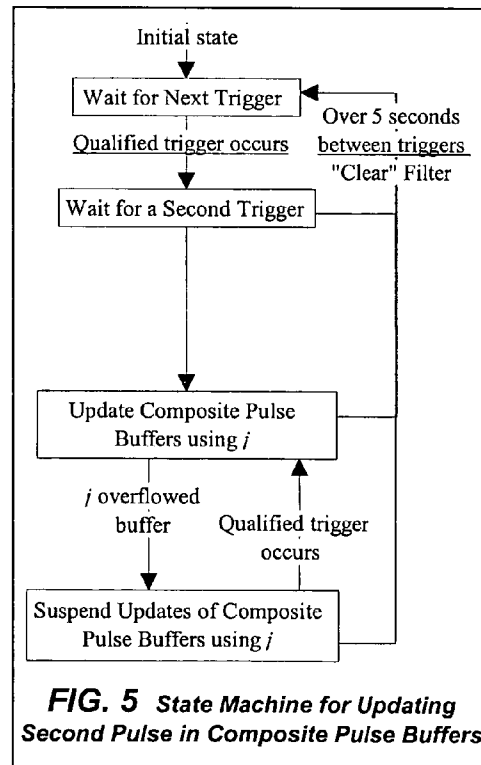 Initial state
Wait for Next Trigger
Over 5 seconds
between triggers
"Clear" Filter
Qualified trigger occurs
Wait for a Second Trigger
Update Composite Pulse
Buffers using j
j overflowed
buffer
Qualified trigger
occurs
Suspend Updates of Composite
Pulse Buffers using j
FIG. 5 State Machine for Updating
Second Pulse in Composite Pulse Buffers